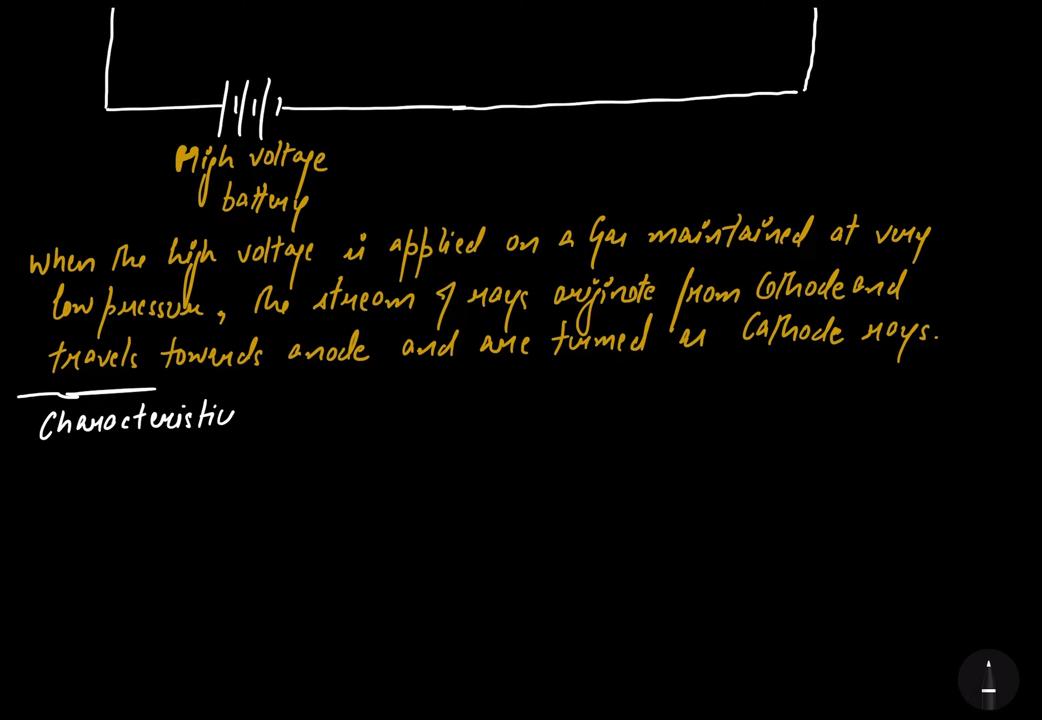 High voltage
battery
When the high voltage is applied on a Gas maintained at very
low pressure, the stream of rays originate from Cathode and
travels towards anode and are turmed as Cathode rays.
Characteristic